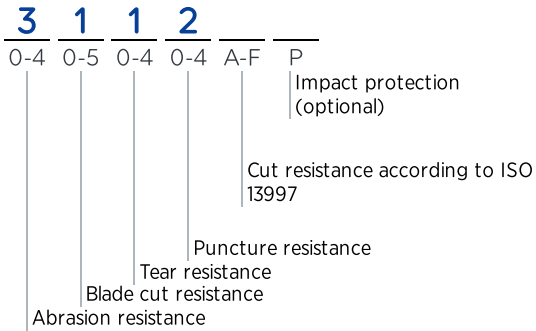 3 1 1 2
0-4 0-5 0-4 0-4 A-F P
Impact protection
(optional)
Cut resistance according to ISO
13997
Puncture resistance
Tear resistance
Blade cut resistance
Abrasion resistance